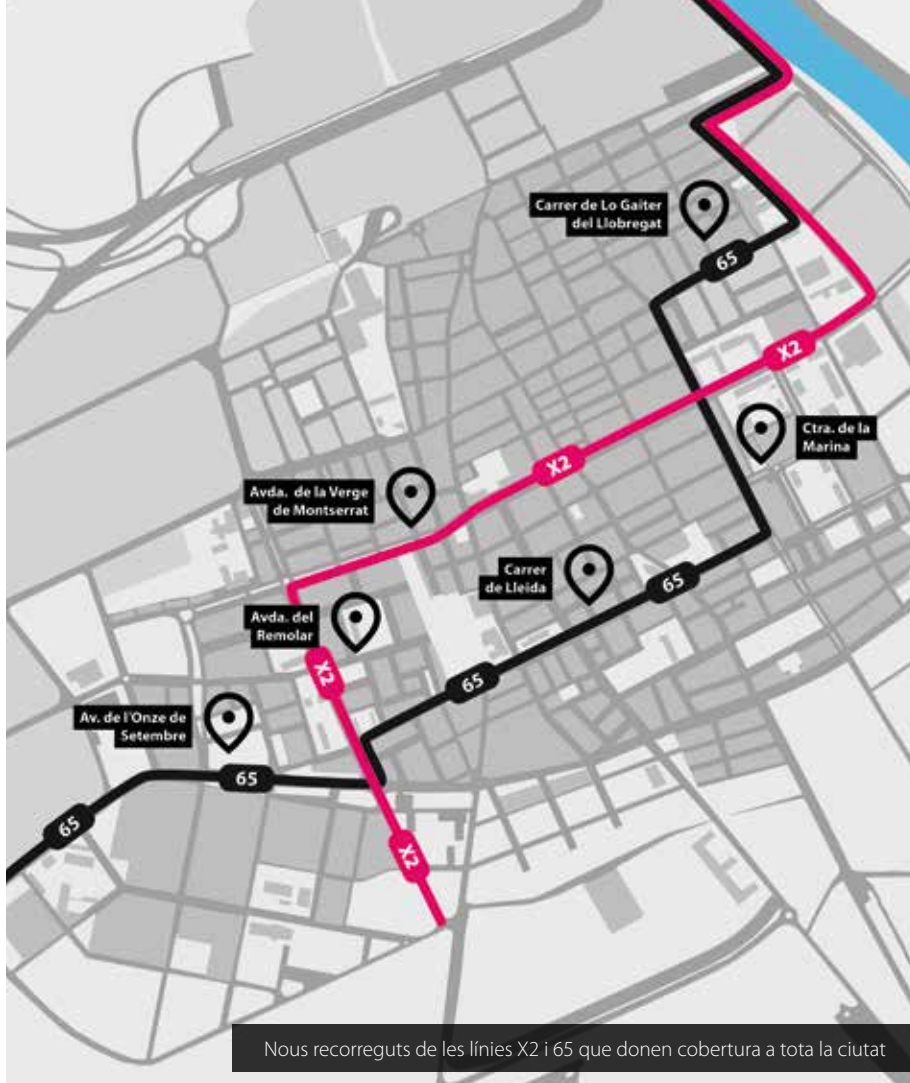 Carrer de Lo Gaiter
del Llobregat
65
X2
Ctra. de la
Marina
X2
Avda. de la Verge
de Montserrat
Carrer
de Lleida
65
Avda. del
Remolar
X2
65
Av. de l'Onze de
Setembre
65
65
X2
Nous recorreguts de les línies X2 i 65 que donen cobertura a tota la ciutat